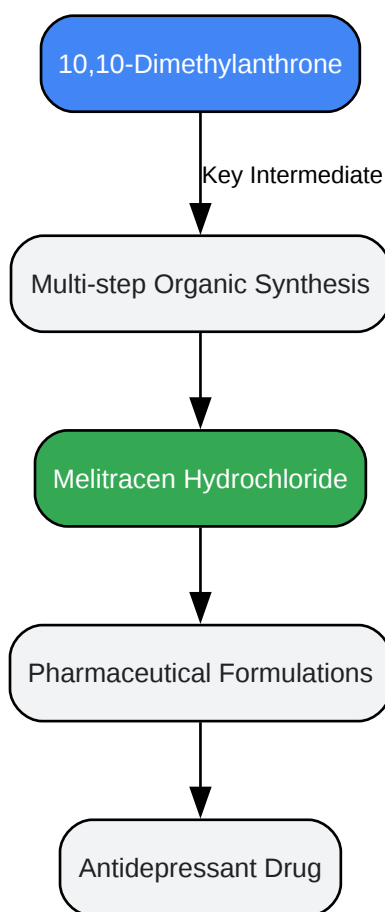 10,10-Dimethylanthrone
Key Intermediate
Multi-step Organic Synthesis
Melitracen Hydrochloride
Pharmaceutical Formulations
Antidepressant Drug